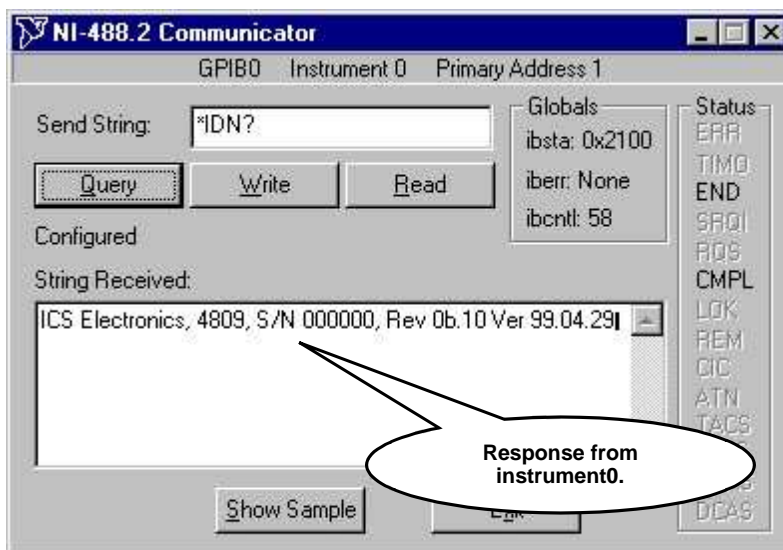 NI-488.2 Communicator
GPIB0 Instrument 0 Primary Address 1
Send String:
*IDN?
Query
Write
Read
Configured
String Received:
ICS Electronics, 4809, S/N 000000, Rev 0b.10 Ver 99.04.29
Globals
ibsta: 0x2100
iberr: None
ibcntl: 58
Status
ERR
TIMO
END
SRQI
RQS
CMPL
LOK
REM
CIC
ATN
TACS
DCAS
Response from
instrument0.
Show Sample